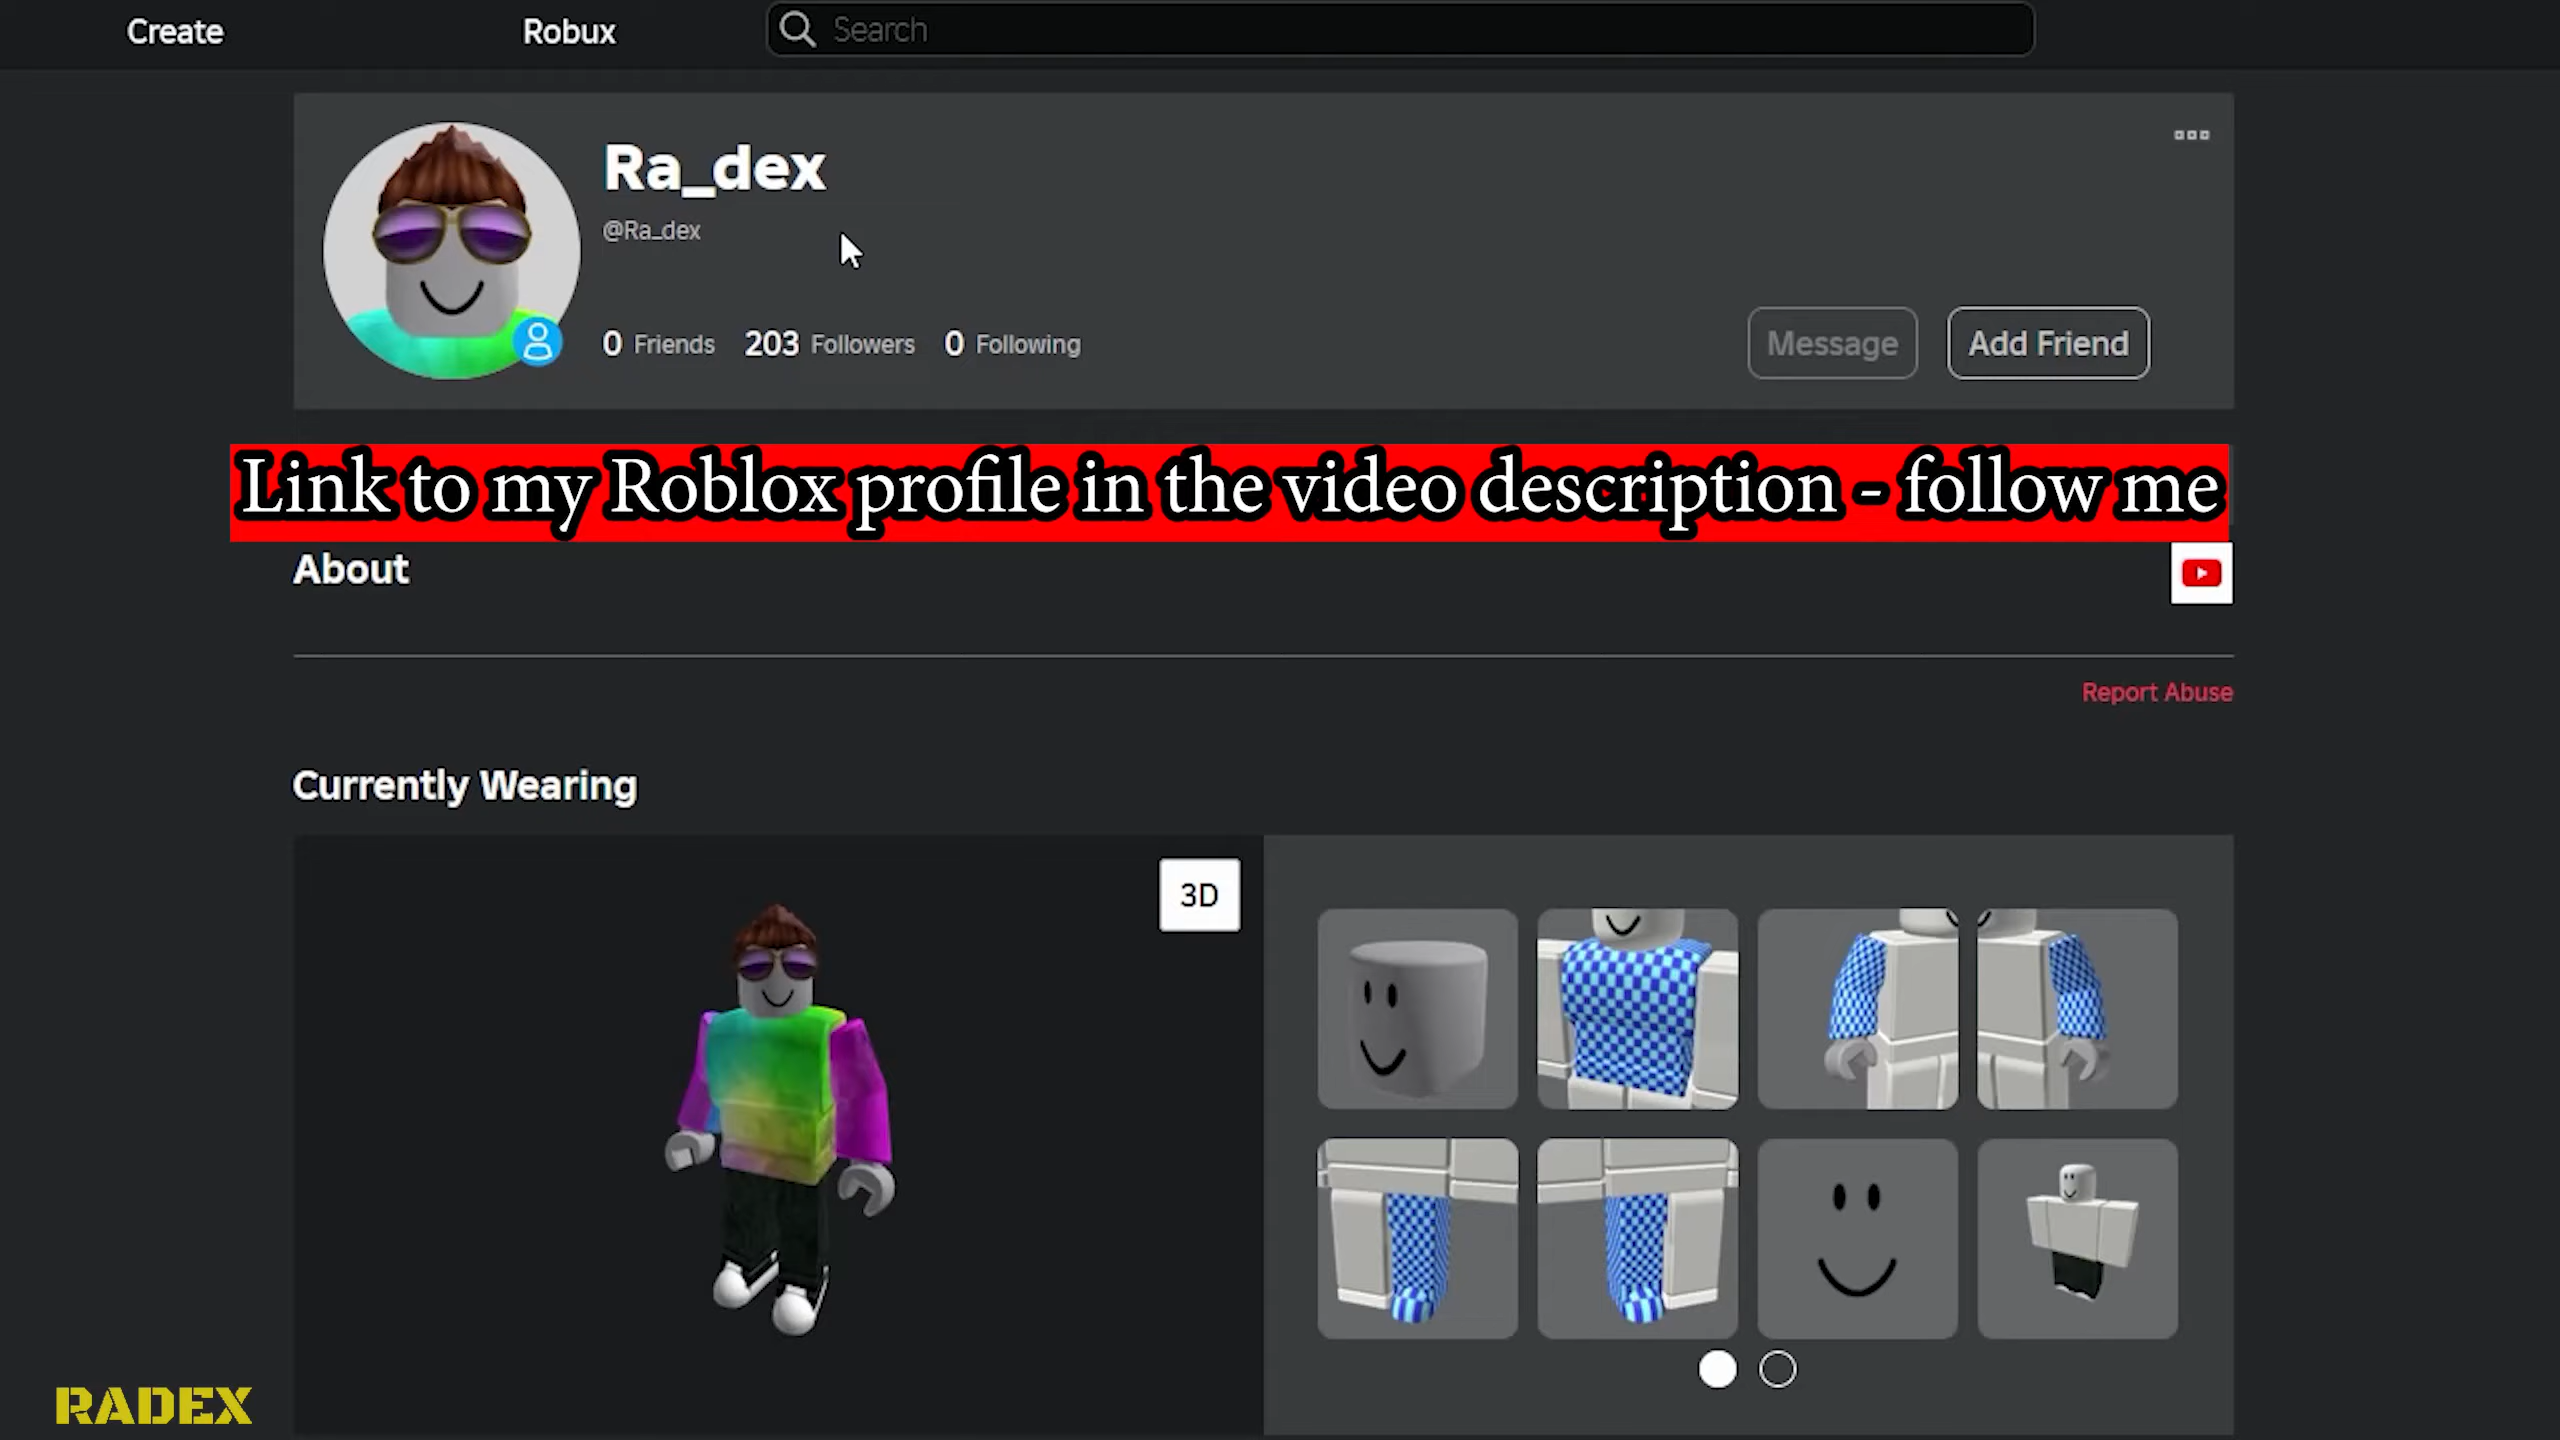 Create
Robux
Search
Ra_dex
@Ra_dex
0 Friends 203 Followers 0 Following
Message
Add Friend
Link to my Roblox profile in the video description - follow me
About
Report Abuse
Currently Wearing
3D
RADEX